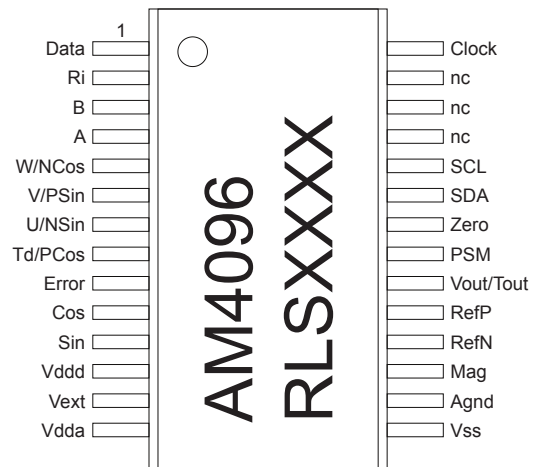 1
Data
Ri
B
A
W/NCos
V/PSin
U/NSin
Td/PCos
Error
Cos
Sin
Vddd
Vext
Vdda
AM4096
RLSXXXX
Clock
nc
nc
nc
SCL
SDA
Zero
PSM
Vout/Tout
RefP
RefN
Mag
Agnd
Vss